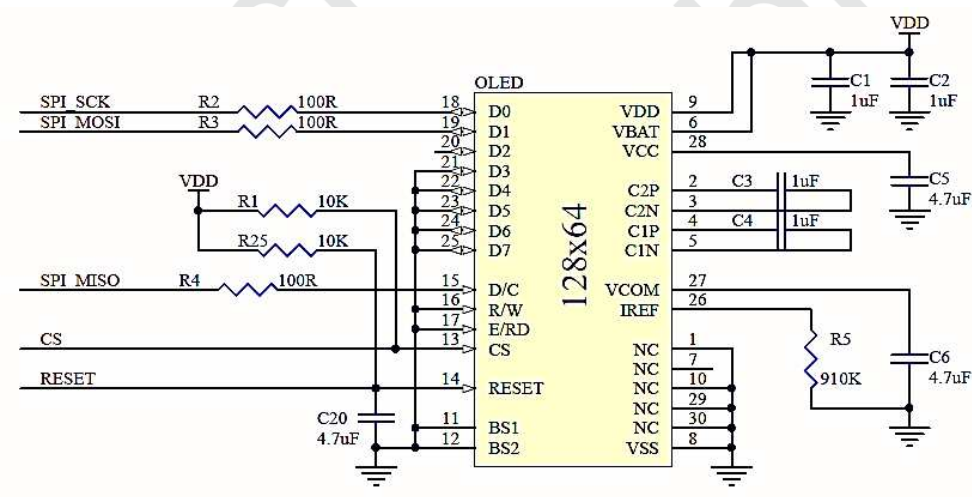 VDD
OLED
C1
1uF
C2
1uF
SPI_SCK R2 100R 18 D0 VDD 9
SPI_MOSI R3 100R 19 D1 VBAT 6
20 D2 VCC 28
21 D3
C5
4.7uF
VDD
22 D4 C2P 2 C3 1uF
R1 10K 23 D5 C2N 3
24 D6 C1P 4 C4 1uF
R25 10K 25 D7 C1N 5
128x64
SPI_MISO R4 100R 15 D/C VCOM 27
16 R/W IREF 26
17 E/RD
CS 13 CS NC 1
R5
910K
C6
4.7uF
NC 7
RESET 14 RESET NC 10
NC 29
C20
4.7uF
11 BS1 NC 30
12 BS2 VSS 8